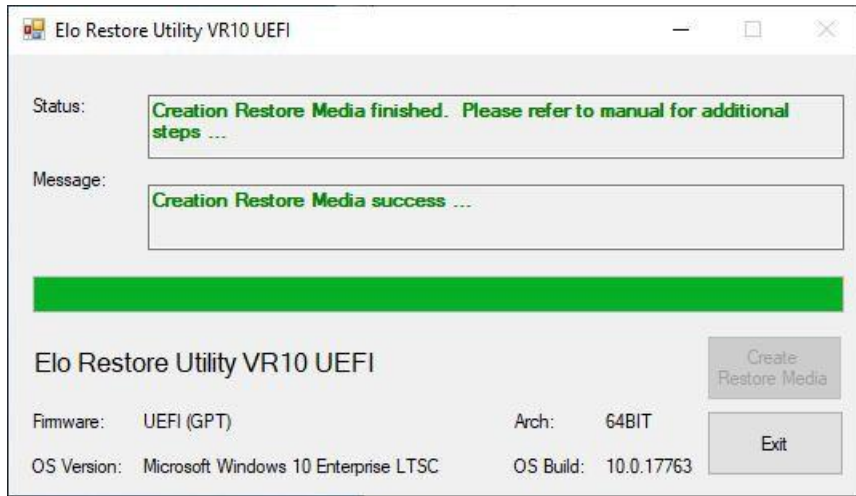 Elo Restore Utility VR10 UEFI
Status:
Creation Restore Media finished.  Please refer to manual for additional
steps ...
Message:
Creation Restore Media success ...
Elo Restore Utility VR10 UEFI
Create
Restore Media
Firmware: UEFI (GPT) Arch: 64BIT
Exit
OS Version: Microsoft Windows 10 Enterprise LTSC OS Build: 10.0.17763